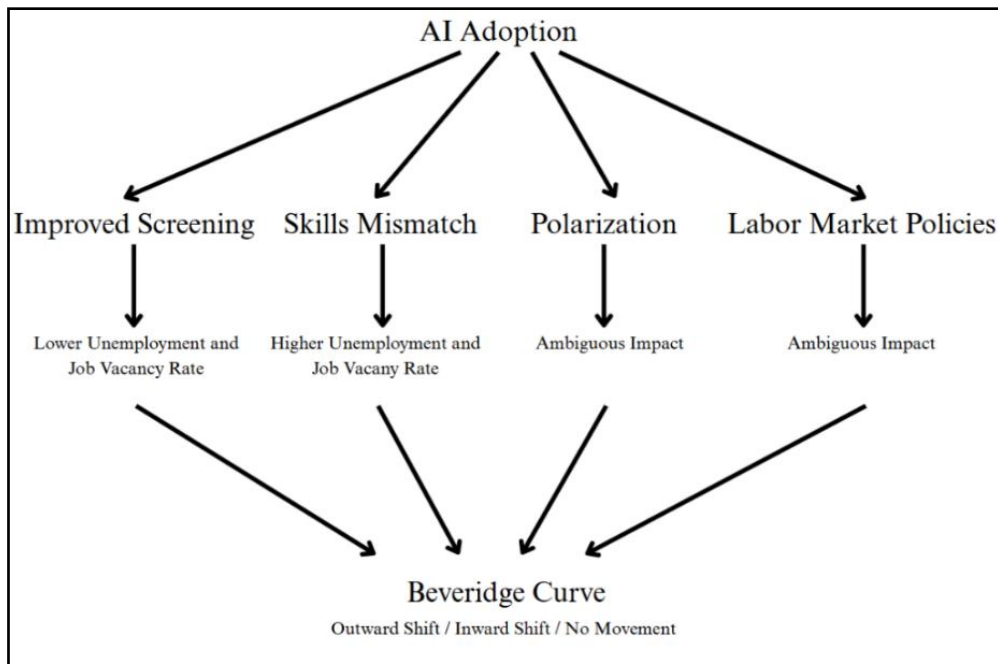 AI Adoption
Improved Screening
Skills Mismatch
Polarization
Labor Market Policies
Lower Unemployment and
Job Vacancy Rate
Higher Unemployment and
Job Vacany Rate
Ambiguous Impact
Ambiguous Impact
Beveridge Curve
Outward Shift / Inward Shift / No Movement